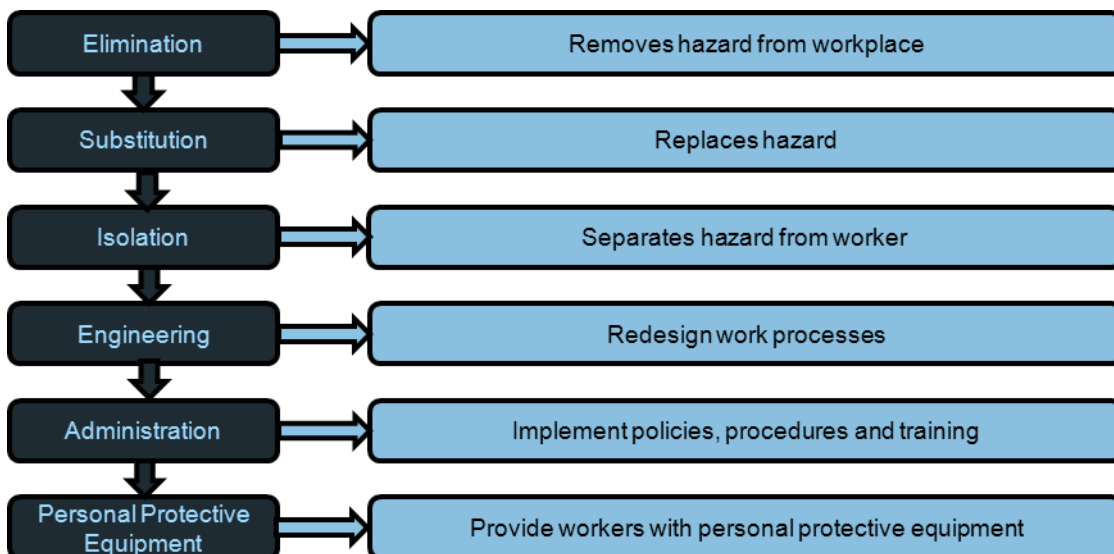 Elimination
Removes hazard from workplace
Substitution
Replaces hazard
Isolation
Separates hazard from worker
Engineering
Redesign work processes
Administration
Implement policies, procedures and training
Personal Protective
Equipment
Provide workers with personal protective equipment